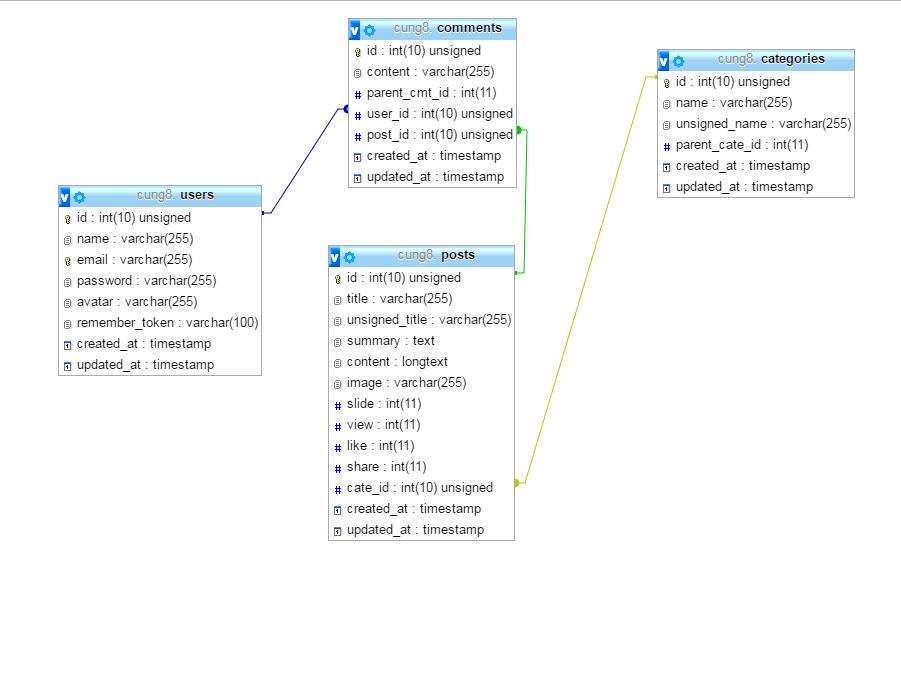 v cung8. comments
id : int(10) unsigned
content : varchar(255)
# parent_cmt_id : int(11)
# user_id : int(10) unsigned
# post_id : int(10) unsigned
created_at : timestamp
updated_at : timestamp
v cung8. categories
id : int(10) unsigned
name : varchar(255)
unsigned_name : varchar(255)
# parent_cate_id : int(11)
created_at : timestamp
updated_at : timestamp
v cung8. users
id : int(10) unsigned
name : varchar(255)
email : varchar(255)
password : varchar(255)
avatar : varchar(255)
remember_token : varchar(100)
created_at : timestamp
updated_at : timestamp
v cung8. posts
id : int(10) unsigned
title : varchar(255)
unsigned_title : varchar(255)
summary : text
content : longtext
image : varchar(255)
# slide : int(11)
# view : int(11)
# like : int(11)
# share : int(11)
# cate_id : int(10) unsigned
created_at : timestamp
updated_at : timestamp